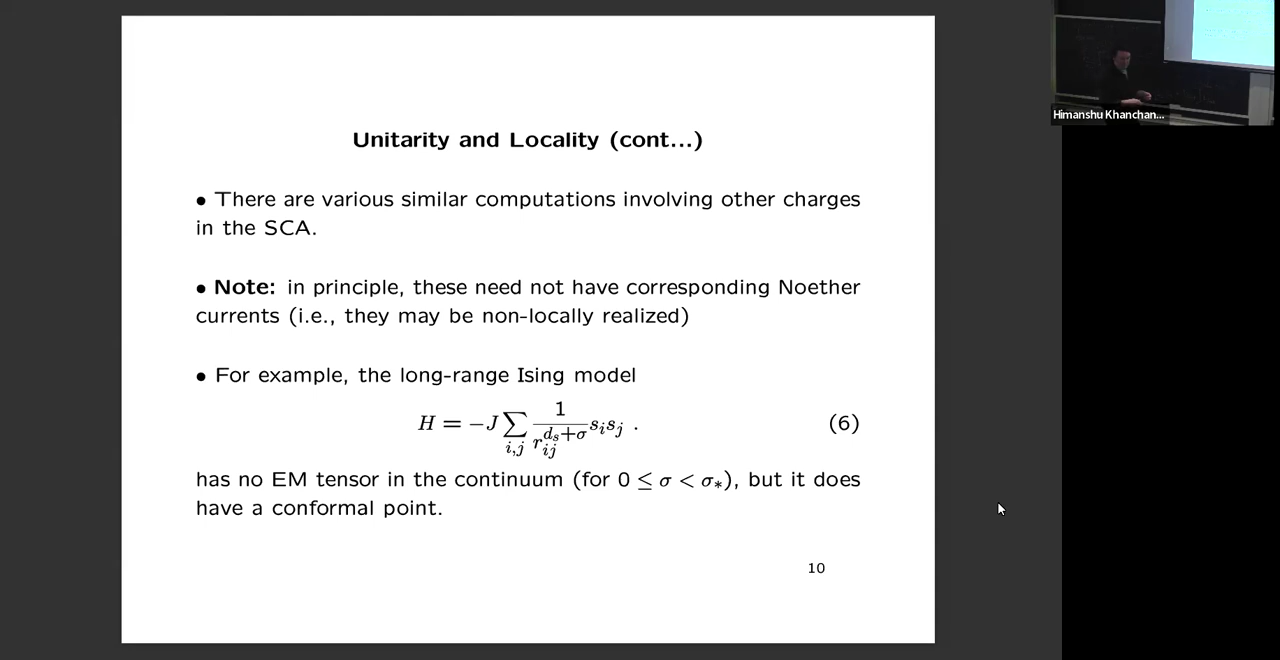 Unitarity and Locality (cont...)
• There are various similar computations involving other charges
in the SCA.
• Note: in principle, these need not have corresponding Noether
currents (i.e., they may be non-locally realized)
• For example, the long-range Ising model
H = −J ∑_{i,j} 1/r_{ij}^{d_s+σ} s_i s_j . (6)
has no EM tensor in the continuum (for 0 ≤ σ < σ_*), but it does
have a conformal point.
10
Himanshu Khanchan...